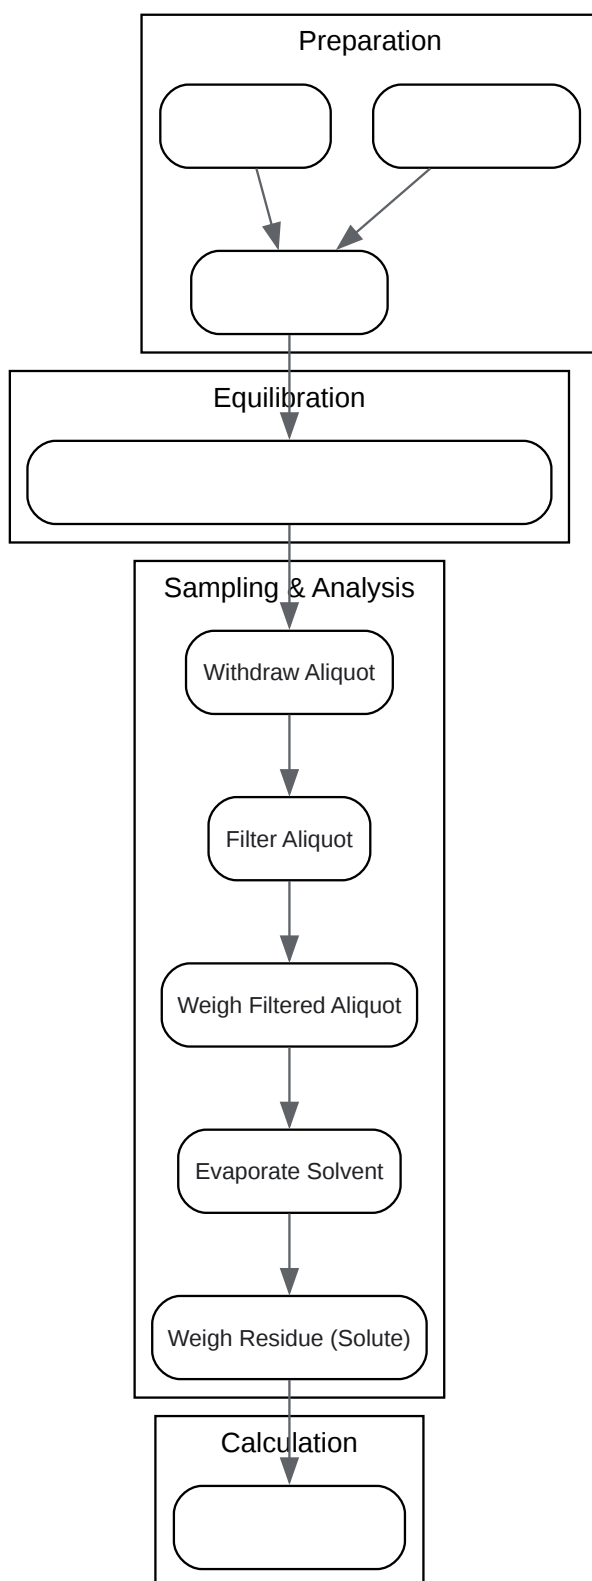 Preparation
Equilibration
Sampling & Analysis
Withdraw Aliquot
Filter Aliquot
Weigh Filtered Aliquot
Evaporate Solvent
Weigh Residue (Solute)
Calculation